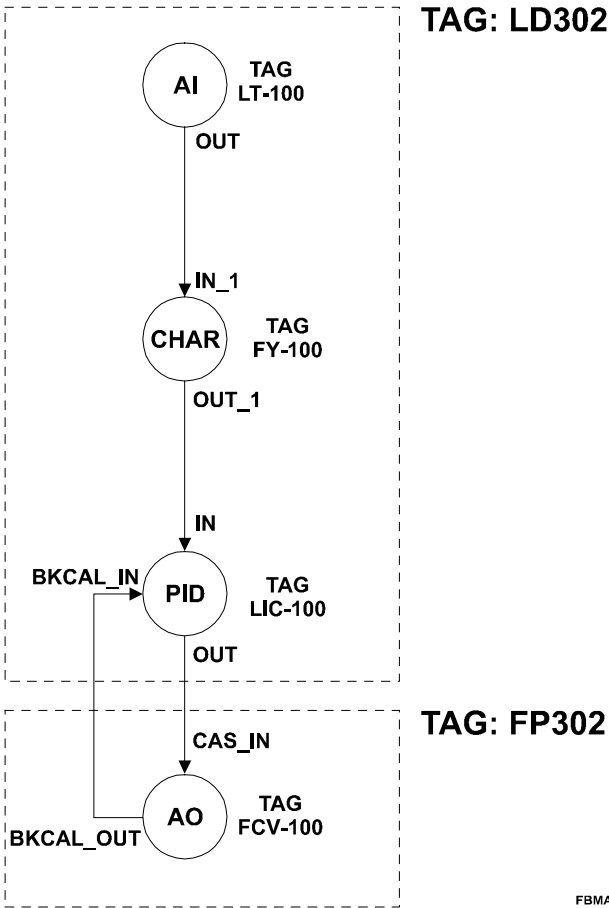 TAG: LD302
AI
TAG
LT-100
OUT
IN_1
CHAR
TAG
FY-100
OUT_1
IN
BKCAL_IN
PID
TAG
LIC-100
OUT
TAG: FP302
CAS_IN
AO
TAG
FCV-100
BKCAL_OUT
FBMA